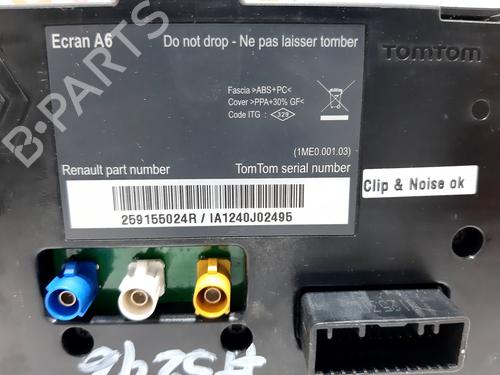 Ecran A6
Do not drop - Ne pas laisser tomber
TOMTOM
Fascia >ABS+PC<
Cover >PPA+30% GF<
Code ITG : <329>
(1ME0.001.03)
Renault part number
TomTom serial number
Clip & Noise ok
259155024R / IA1240J02495
B-PARTS